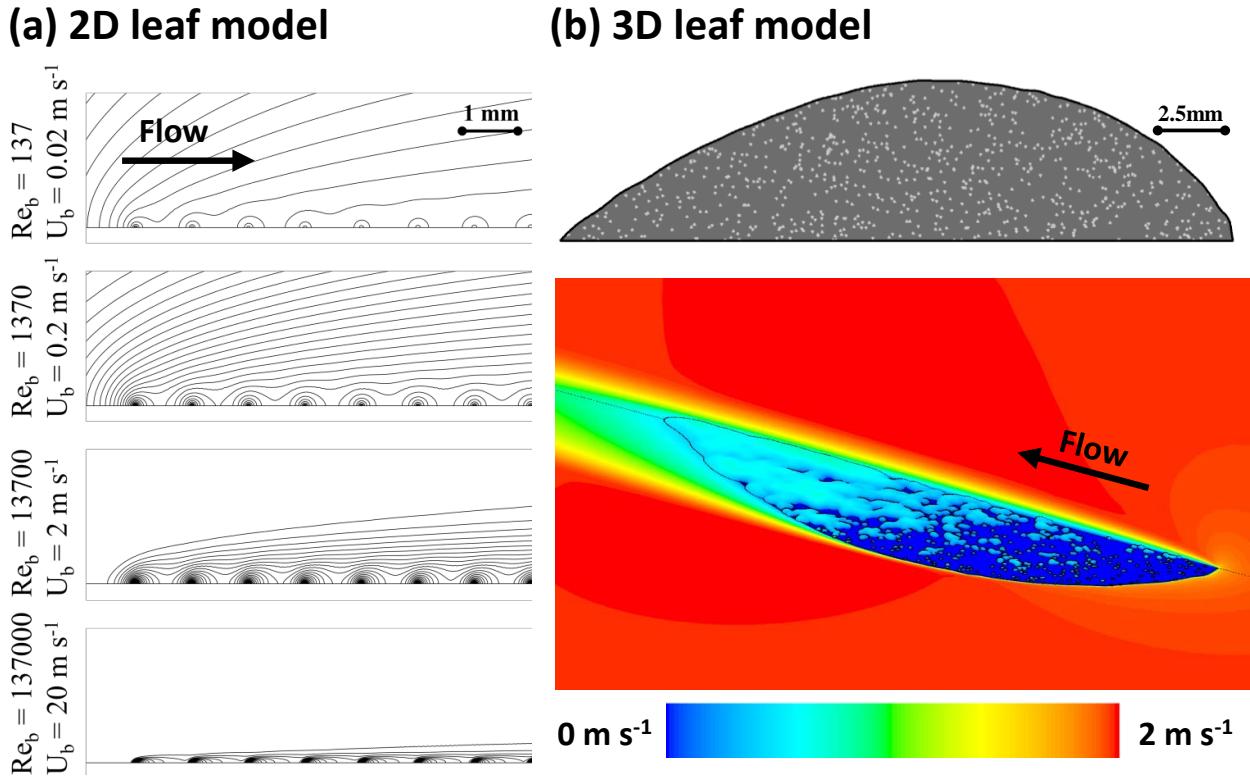 (a) 2D leaf model
(b) 3D leaf model
Re_b = 137
U_b = 0.02 m s⁻¹
Flow
1 mm
Re_b = 1370
U_b = 0.2 m s⁻¹
Re_b = 13700
U_b = 2 m s⁻¹
Re_b = 137000
U_b = 20 m s⁻¹
2.5mm
Flow
0 m s⁻¹
2 m s⁻¹